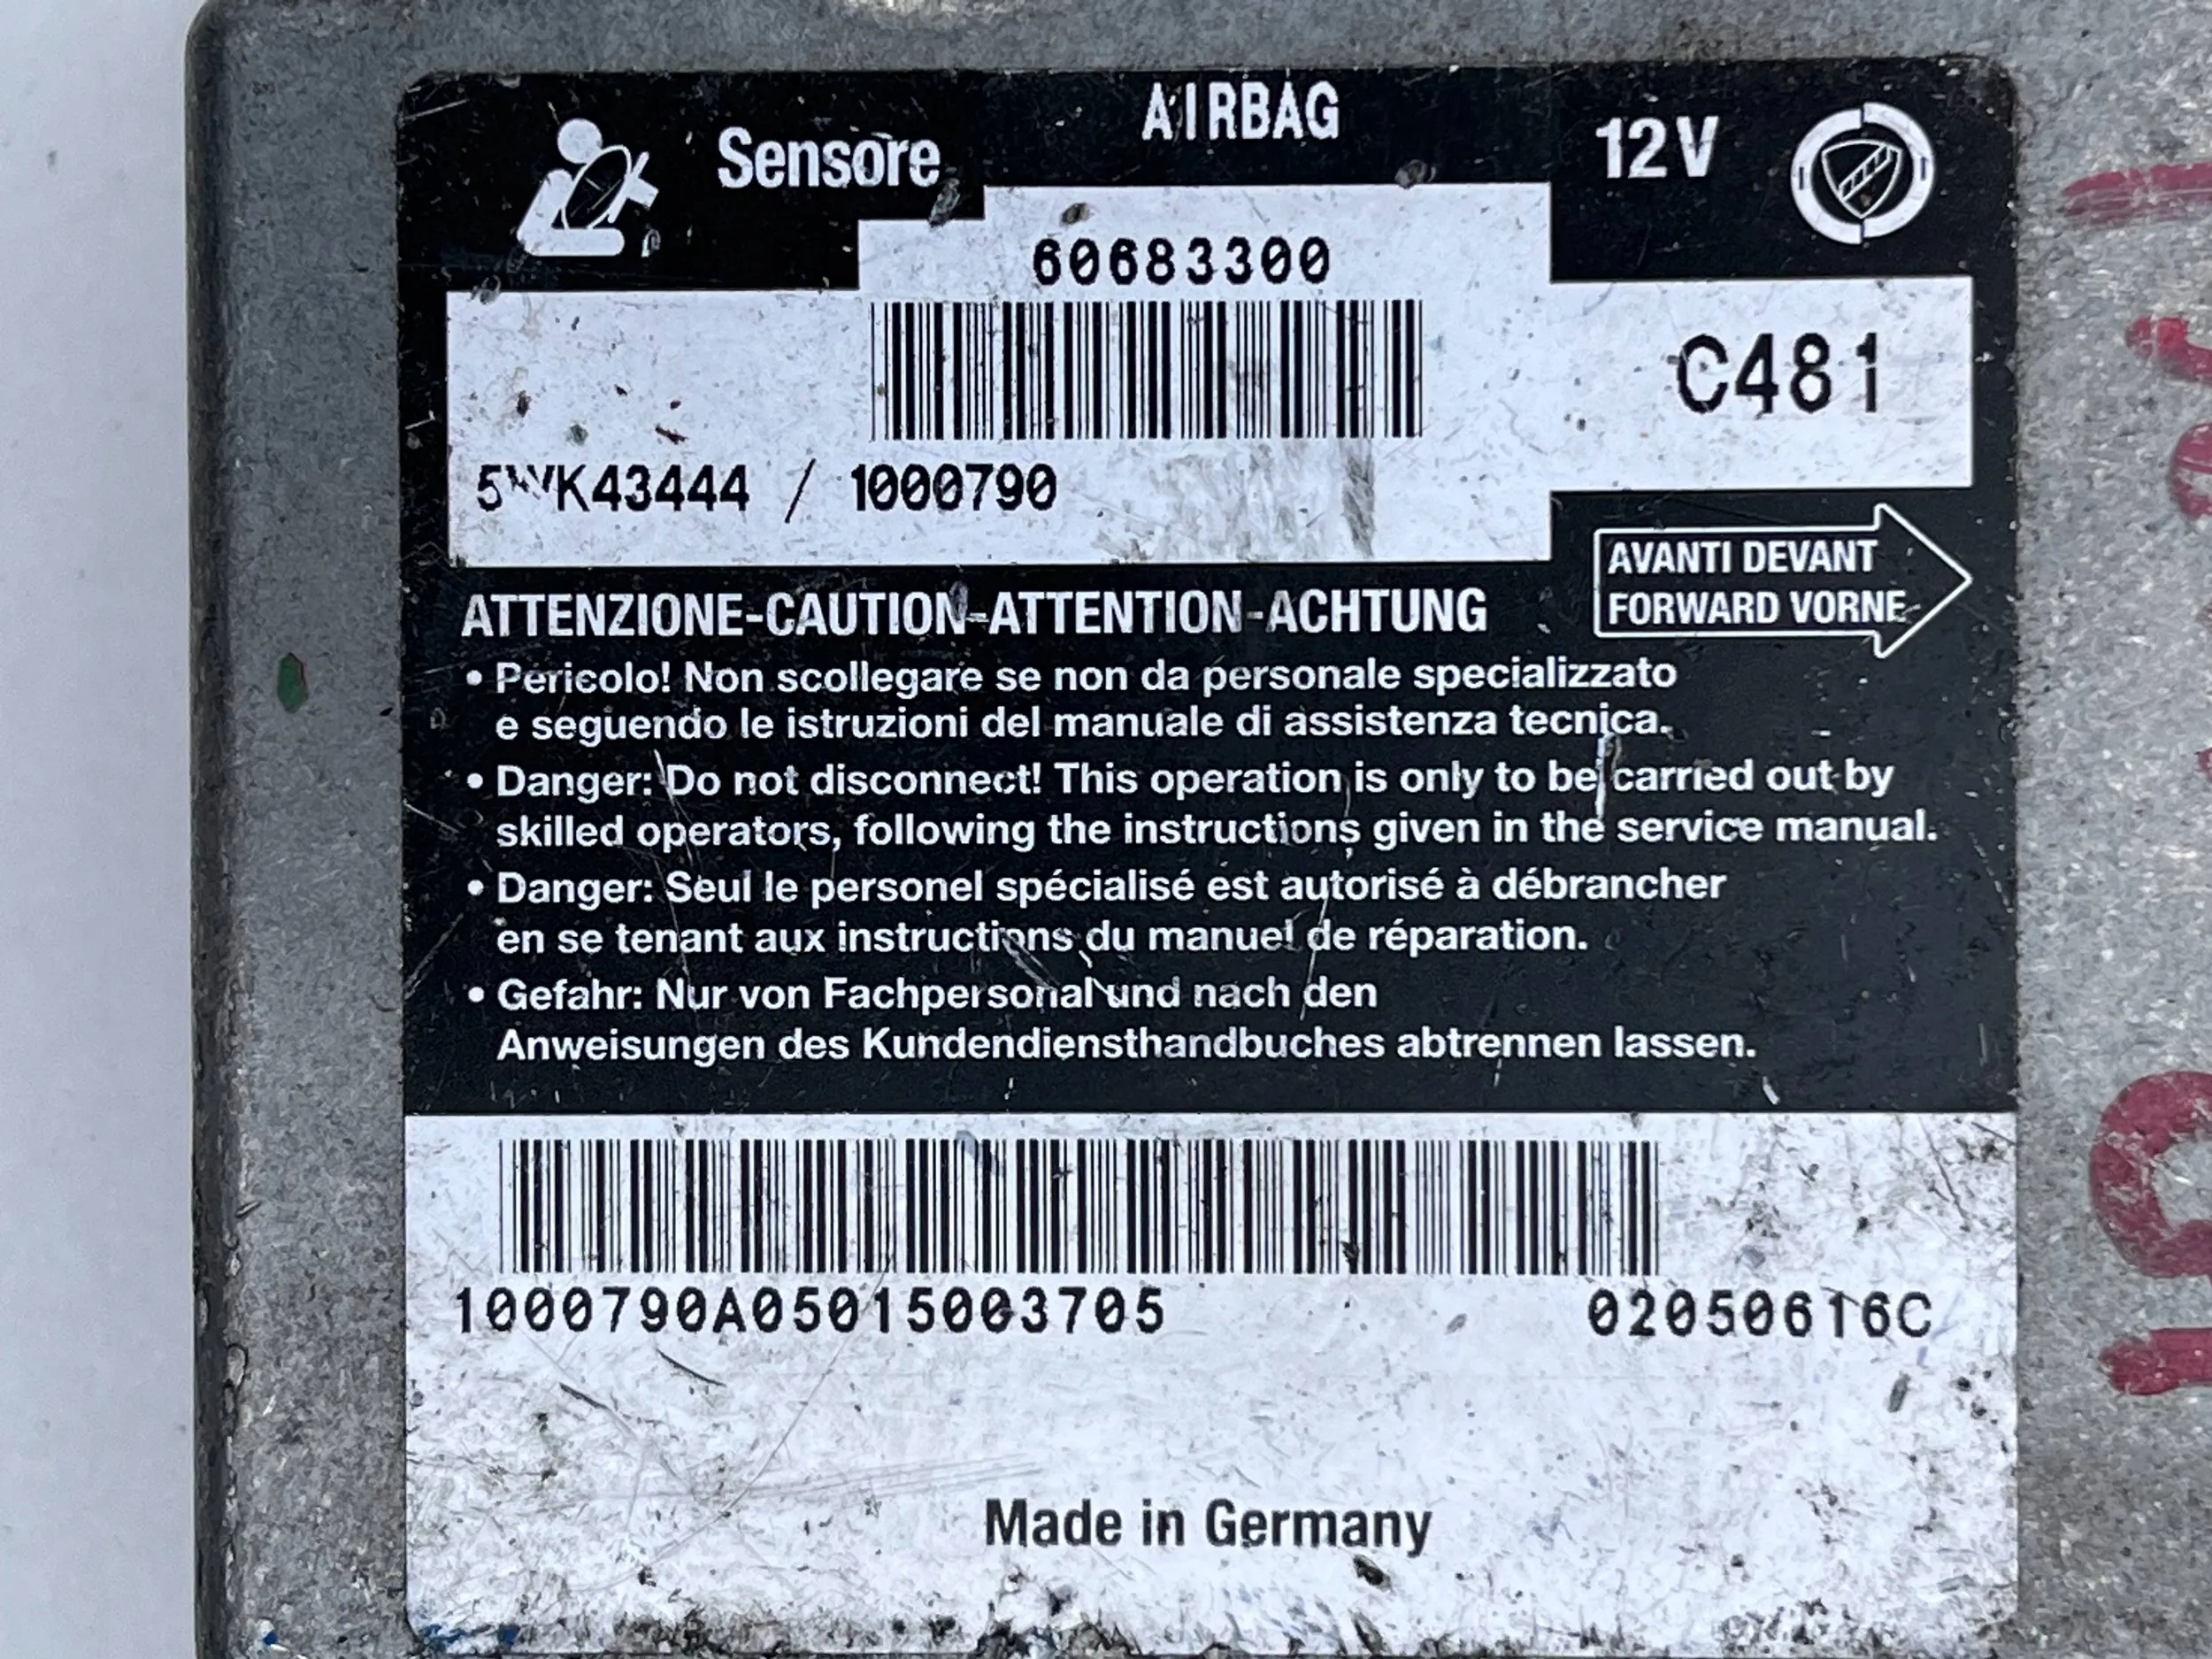 AIRBAG
Sensore
12V
60683300
C481
5WK43444 / 1000790
AVANTI DEVANT
FORWARD VORNE
ATTENZIONE-CAUTION-ATTENTION-ACHTUNG
• Pericolo! Non scollegare se non da personale specializzato
e seguendo le istruzioni del manuale di assistenza tecnica.
• Danger: Do not disconnect! This operation is only to be carried out by
skilled operators, following the instructions given in the service manual.
• Danger: Seul le personel spécialisé est autorisé à débrancher
en se tenant aux instructions du manuel de réparation.
• Gefahr: Nur von Fachpersonal und nach den
Anweisungen des Kundendiensthandbuches abtrennen lassen.
1000790A05015003705
02050616C
Made in Germany